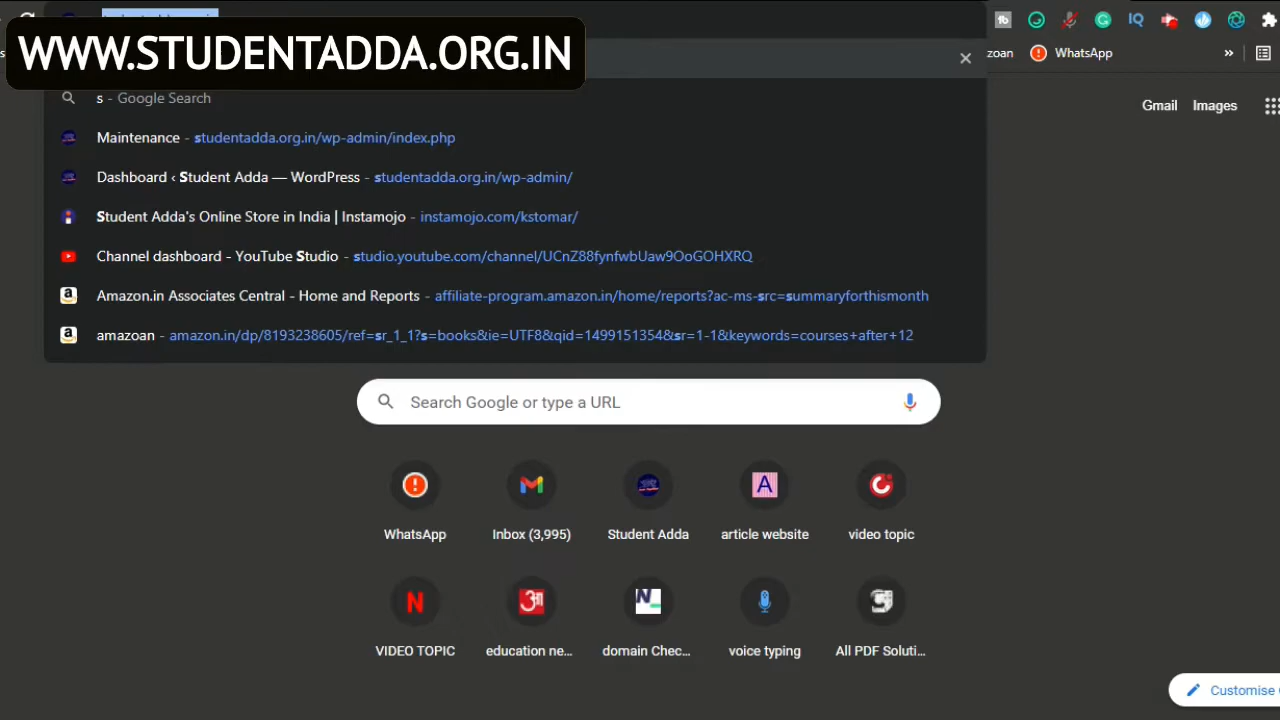 WWW.STUDENTADDA.ORG.IN
zoan WhatsApp »
s - Google Search
Gmail Images
Maintenance - studentadda.org.in/wp-admin/index.php
Dashboard ‹ Student Adda — WordPress - studentadda.org.in/wp-admin/
Student Adda's Online Store in India | Instamojo - instamojo.com/kstomar/
Channel dashboard - YouTube Studio - studio.youtube.com/channel/UCnZ88fynfwbUaw9OoGOHXRQ
Amazon.in Associates Central - Home and Reports - affiliate-program.amazon.in/home/reports?ac-ms-src=summaryforthismonth
amazoan - amazon.in/dp/8193238605/ref=sr_1_1?s=books&ie=UTF8&qid=1499151354&sr=1-1&keywords=courses+after+12
Search Google or type a URL
WhatsApp Inbox (3,995) Student Adda article website video topic
VIDEO TOPIC education ne... domain Chec... voice typing All PDF Soluti...
Customise